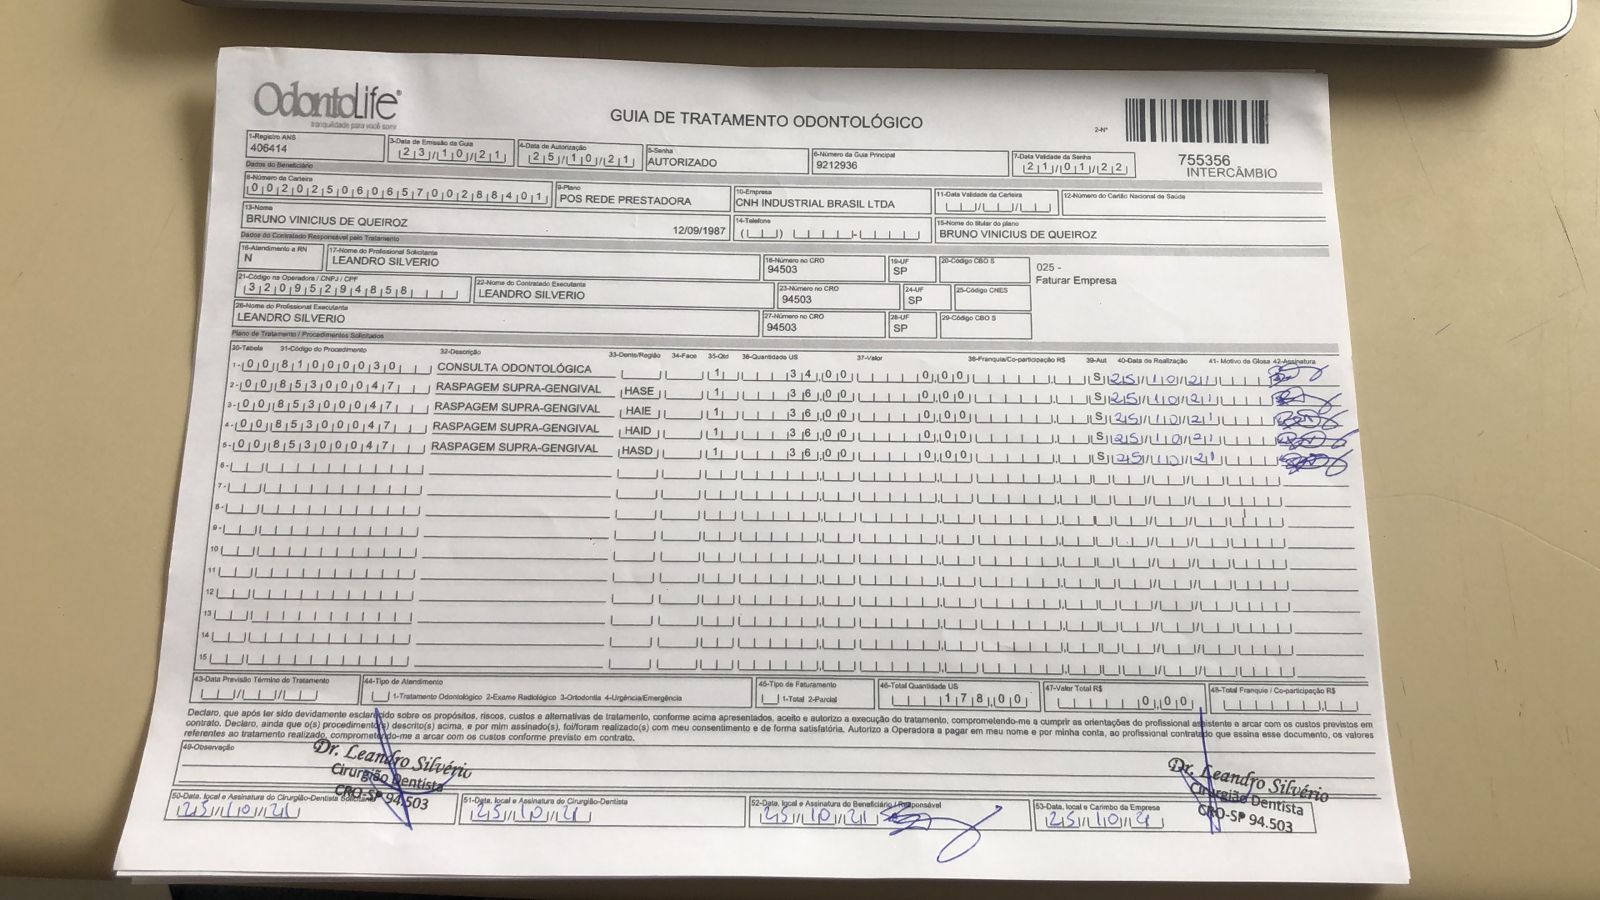 OdontoLife
tranquilidade para você sorrir
GUIA DE TRATAMENTO ODONTOLÓGICO
2-Nº
755356
INTERCÂMBIO
1-Registro ANS
406414
3-Data de Emissão da Guia
23/10/21
4-Data de Autorização
25/10/21
5-Senha
AUTORIZADO
6-Número da Guia Principal
9212936
7-Data Validade da Senha
21/01/22
Dados do Beneficiário
8-Número da Carteira
00202506065700288401
9-Plano
POS REDE PRESTADORA
10-Empresa
CNH INDUSTRIAL BRASIL LTDA
11-Data Validade da Carteira
12-Número do Cartão Nacional de Saúde
13-Nome
BRUNO VINICIUS DE QUEIROZ 12/09/1987
14-Telefone
15-Nome do titular do plano
BRUNO VINICIUS DE QUEIROZ
Dados do Contratado Responsável pelo Tratamento
16-Atendimento a RN
N
17-Nome do Profissional Solicitante
LEANDRO SILVERIO
18-Número no CRO
94503
19-UF
SP
20-Código CBO S
025 -
Faturar Empresa
21-Código na Operadora / CNPJ / CPF
32095294858
22-Nome do Contratado Executante
LEANDRO SILVERIO
23-Número no CRO
94503
24-UF
SP
25-Código CNES
26-Nome do Profissional Executante
LEANDRO SILVERIO
27-Número no CRO
94503
28-UF
SP
29-Código CBO S
Plano de Tratamento / Procedimentos Solicitados
30-Tabela 31-Código do Procedimento 32-Descrição 33-Dente/Região 34-Face 35-Qtd 36-Quantidade US 37-Valor 38-Franquia/Co-participação R$ 39-Aut 40-Data de Realização 41- Motivo da Glosa 42-Assinatura
1- 00 81000030 CONSULTA ODONTOLÓGICA 1 34,00 0,00 S 25/10/21
2- 00 85300047 RASPAGEM SUPRA-GENGIVAL HASE 1 36,00 0,00 S 25/10/21
3- 00 85300047 RASPAGEM SUPRA-GENGIVAL HAIE 1 36,00 0,00 S 25/10/21
4- 00 85300047 RASPAGEM SUPRA-GENGIVAL HAID 1 36,00 0,00 S 25/10/21
5- 00 85300047 RASPAGEM SUPRA-GENGIVAL HASD 1 36,00 0,00 S 25/10/21
6-
7-
8-
9-
10
11
12
13
14
15
43-Data Previsão Término do Tratamento
44-Tipo de Atendimento
1-Tratamento Odontológico 2-Exame Radiológico 3-Ortodontia 4-Urgência/Emergência
45-Tipo de Faturamento
1-Total 2-Parcial
46-Total Quantidade US
178,00
47-Valor Total R$
0,00
48-Total Franquia / Co-participação R$
Declaro, que após ter sido devidamente esclarecido sobre os propósitos, riscos, custos e alternativas de tratamento, conforme acima apresentados, aceito e autorizo a execução do tratamento, comprometendo-me a cumprir as orientações do profissional assistente e arcar com os custos previstos em
contrato. Declaro, ainda que o(s) procedimento(s) descrito(s) acima, e por mim assinado(s), foi/foram realizado(s) com meu consentimento e de forma satisfatória. Autorizo a Operadora a pagar em meu nome e por minha conta, ao profissional contratado que assina esse documento, os valores
referentes ao tratamento realizado, comprometendo-me a arcar com os custos conforme previsto em contrato.
49-Observação
Dr. Leandro Silvério
Cirurgião Dentista
CRO-SP 94.503
Dr. Leandro Silvério
Cirurgião Dentista
CRO-SP 94.503
50-Data, local e Assinatura do Cirurgião-Dentista Solicitante
25/10/21
51-Data, local e Assinatura do Cirurgião-Dentista
25/10/21
52-Data, local e Assinatura do Beneficiário / Responsável
25/10/21
53-Data, local e Carimbo da Empresa
25/10/21